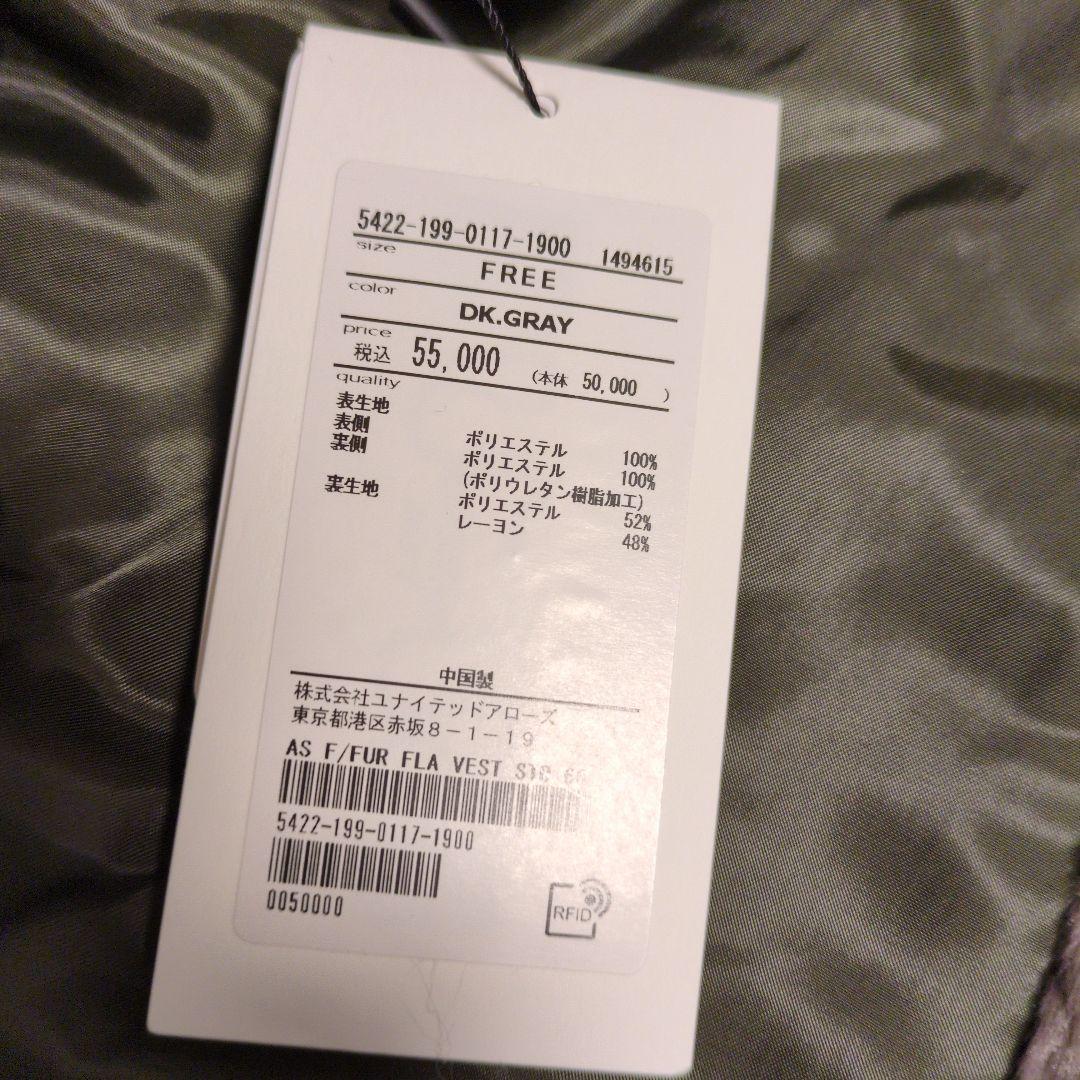 5422-199-0117-1900 1494615
size
FREE
color
DK.GRAY
price
税込 55,000 (本体 50,000 )
quality
表生地
表側 ポリエステル 100%
裏側 ポリエステル 100%
(ポリウレタン樹脂加工)
裏生地 ポリエステル 52%
レーヨン 48%
中国製
株式会社ユナイテッドアローズ
東京都港区赤坂8-1-19
AS F/FUR FLA VEST
5422-199-0117-1900
0050000
RFID